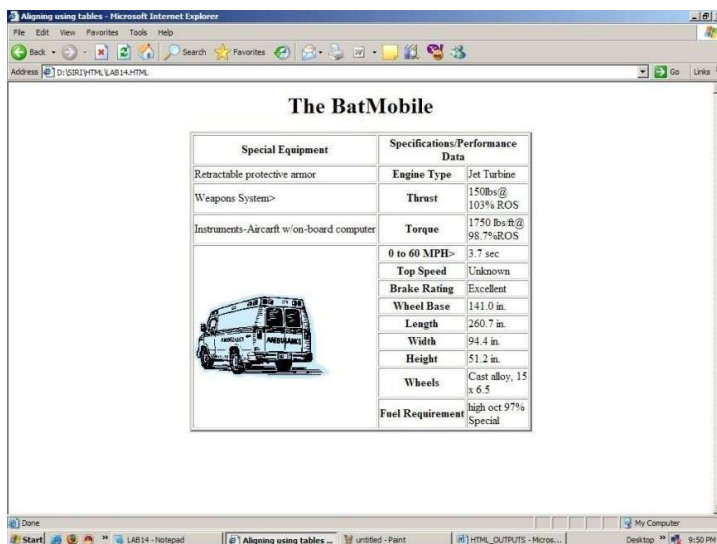 Aligning using tables - Microsoft Internet Explorer
File Edit View Favorites Tools Help
Back Search Favorites
Address D:\SIRI\HTML\LAB14.HTML Go Links
The BatMobile
Special Equipment
Specifications/Performance
Data
Retractable protective armor
Engine Type
Jet Turbine
Weapons System>
Thrust
150lbs@
103% ROS
Instruments-Aircarft w/on-board computer
Torque
1750 lbs/ft@
98.7%ROS
0 to 60 MPH>
3.7 sec
Top Speed
Unknown
Brake Rating
Excellent
Wheel Base
141.0 in.
Length
260.7 in.
Width
94.4 in.
Height
51.2 in.
Wheels
Cast alloy, 15
x 6.5
Fuel Requirement
high oct 97%
Special
AMBULANCE
Done My Computer
Start LAB14 - Notepad Aligning using tables ... untitled - Paint HTML_OUTPUTS - Micros... Desktop 9:50 PM